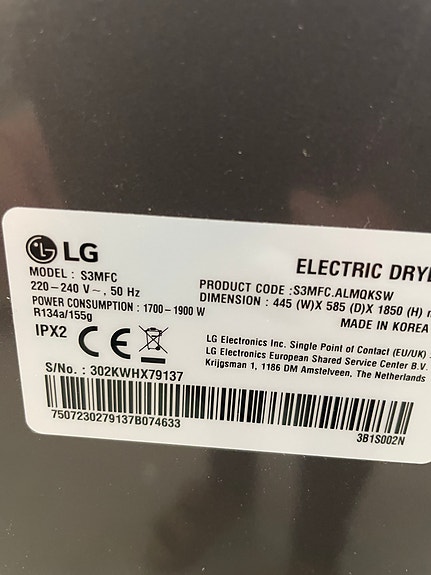 LG
ELECTRIC DRYE
MODEL : S3MFC
220-240 V~, 50 Hz
PRODUCT CODE :S3MFC.ALMQKSW
POWER CONSUMPTION : 1700-1900 W
DIMENSION : 445 (W)X 585 (D)X 1850 (H) m
R134a/155g
MADE IN KOREA
IPX2 CE
LG Electronics Inc. Single Point of Contact (EU/UK) :
LG Electronics European Shared Service Center B.V.
Krijgsman 1, 1186 DM Amstelveen, The Netherlands
S/No. : 302KWHX79137
7507230279137B074633
3B1S002N